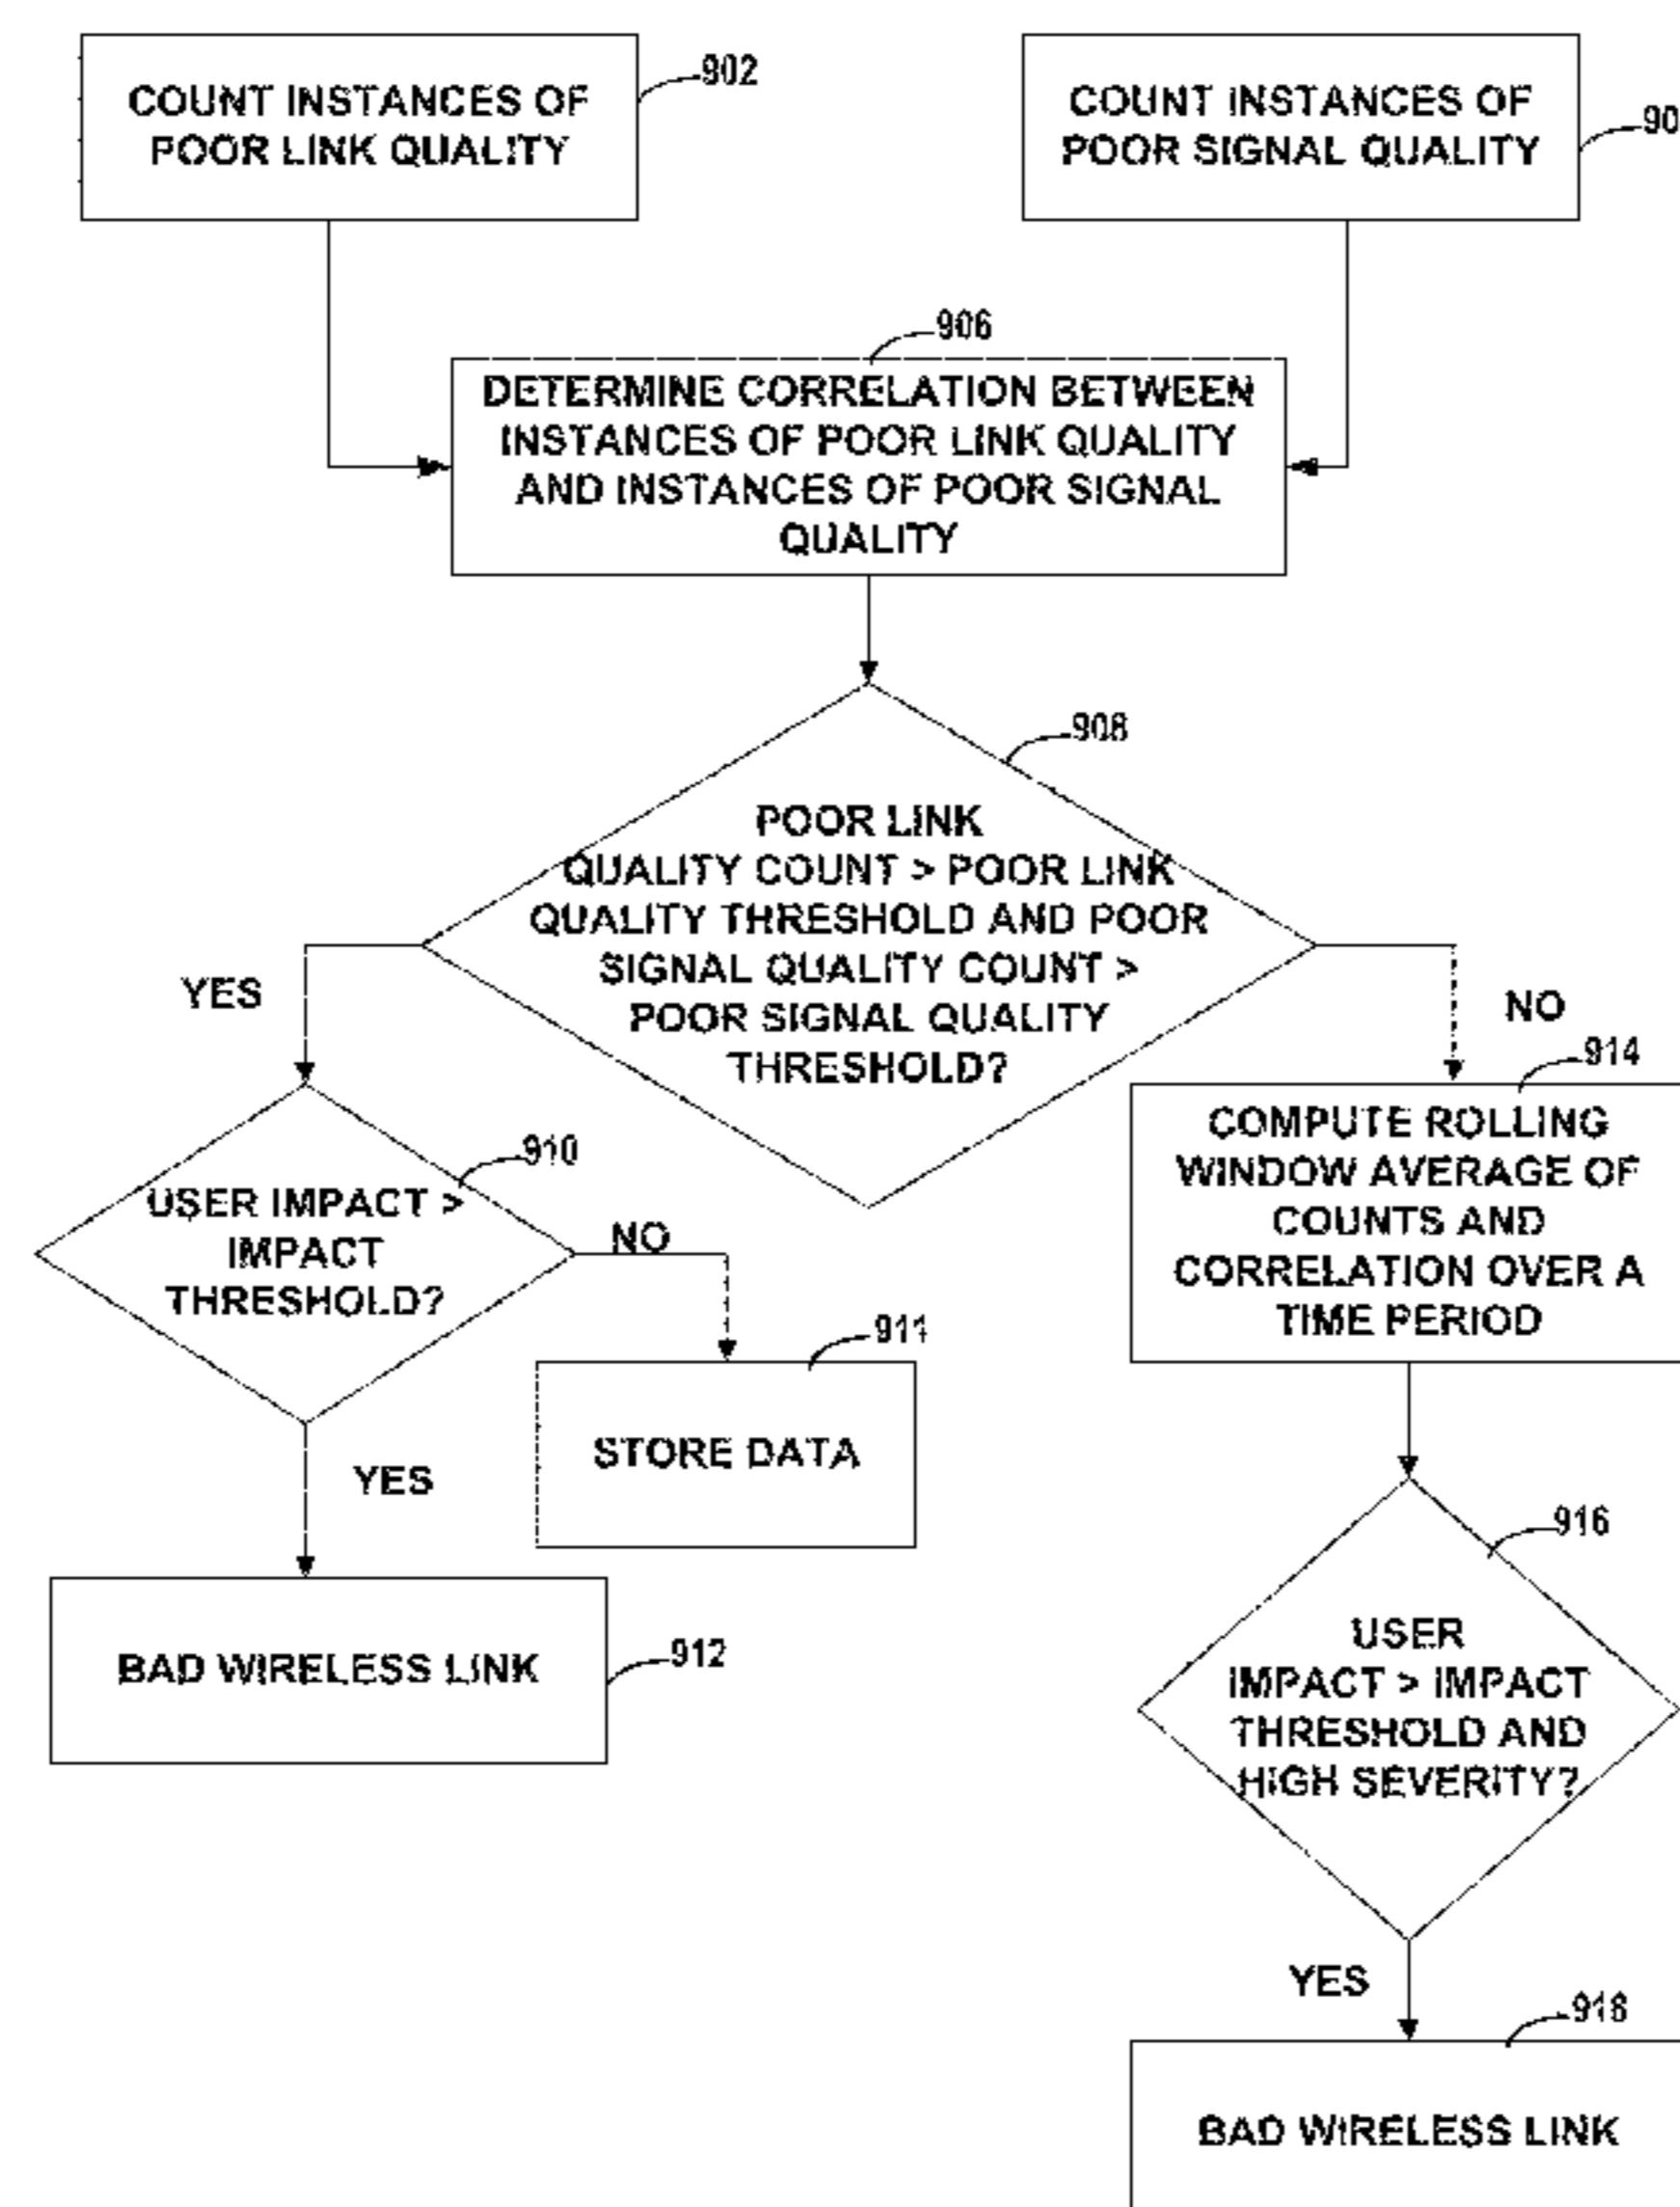 COUNT INSTANCES OF
POOR LINK QUALITY
902
COUNT INSTANCES OF
POOR SIGNAL QUALITY
90
906
DETERMINE CORRELATION BETWEEN
INSTANCES OF POOR LINK QUALITY
AND INSTANCES OF POOR SIGNAL
QUALITY
908
POOR LINK
QUALITY COUNT > POOR LINK
QUALITY THRESHOLD AND POOR
SIGNAL QUALITY COUNT >
POOR SIGNAL QUALITY
THRESHOLD?
YES
NO
910
USER IMPACT >
IMPACT
THRESHOLD?
NO
911
STORE DATA
YES
BAD WIRELESS LINK
912
914
COMPUTE ROLLING
WINDOW AVERAGE OF
COUNTS AND
CORRELATION OVER A
TIME PERIOD
916
USER
IMPACT > IMPACT
THRESHOLD AND
HIGH SEVERITY?
YES
918
BAD WIRELESS LINK